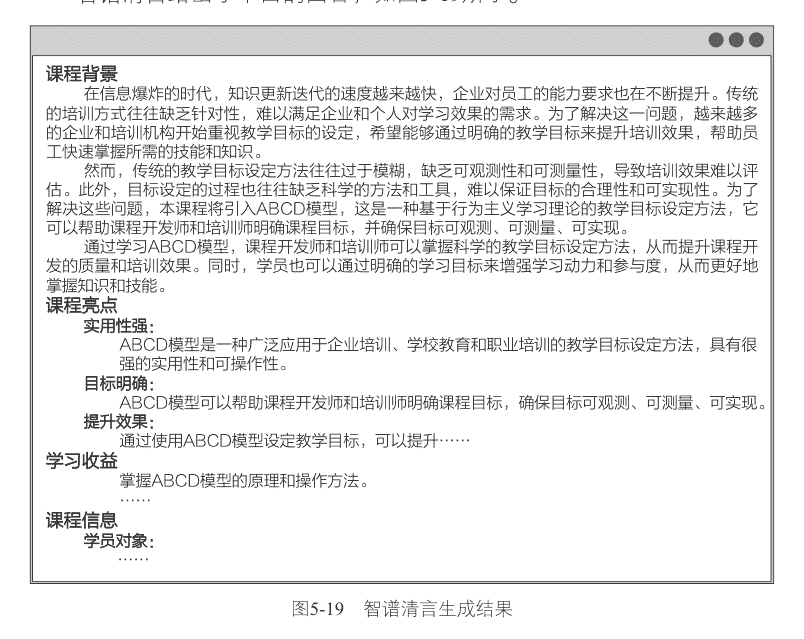 课程背景
在信息爆炸的时代，知识更新迭代的速度越来越快，企业对员工的能力要求也在不断提升。传统
的培训方式往往缺乏针对性，难以满足企业和个人对学习效果的需求。为了解决这一问题，越来越多
的企业和培训机构开始重视教学目标的设定，希望能够通过明确的教学目标来提升培训效果，帮助员
工快速掌握所需的技能和知识。
然而，传统的教学目标设定方法往往过于模糊，缺乏可观测性和可测量性，导致培训效果难以评
估。此外，目标设定的过程也往往缺乏科学的方法和工具，难以保证目标的合理性和可实现性。为了
解决这些问题，本课程将引入ABCD模型，这是一种基于行为主义学习理论的教学目标设定方法，它
可以帮助课程开发师和培训师明确课程目标，并确保目标可观测、可测量、可实现。
通过学习ABCD模型，课程开发师和培训师可以掌握科学的教学目标设定方法，从而提升课程开
发的质量和培训效果。同时，学员也可以通过明确的学习目标来增强学习动力和参与度，从而更好地
掌握知识和技能。
课程亮点
实用性强：
ABCD模型是一种广泛应用于企业培训、学校教育和职业培训的教学目标设定方法，具有很
强的实用性和可操作性。
目标明确：
ABCD模型可以帮助课程开发师和培训师明确课程目标，确保目标可观测、可测量、可实现。
提升效果：
通过使用ABCD模型设定教学目标，可以提升……
学习收益
掌握ABCD模型的原理和操作方法。
……
课程信息
学员对象：
……
图5-19 智谱清言生成结果